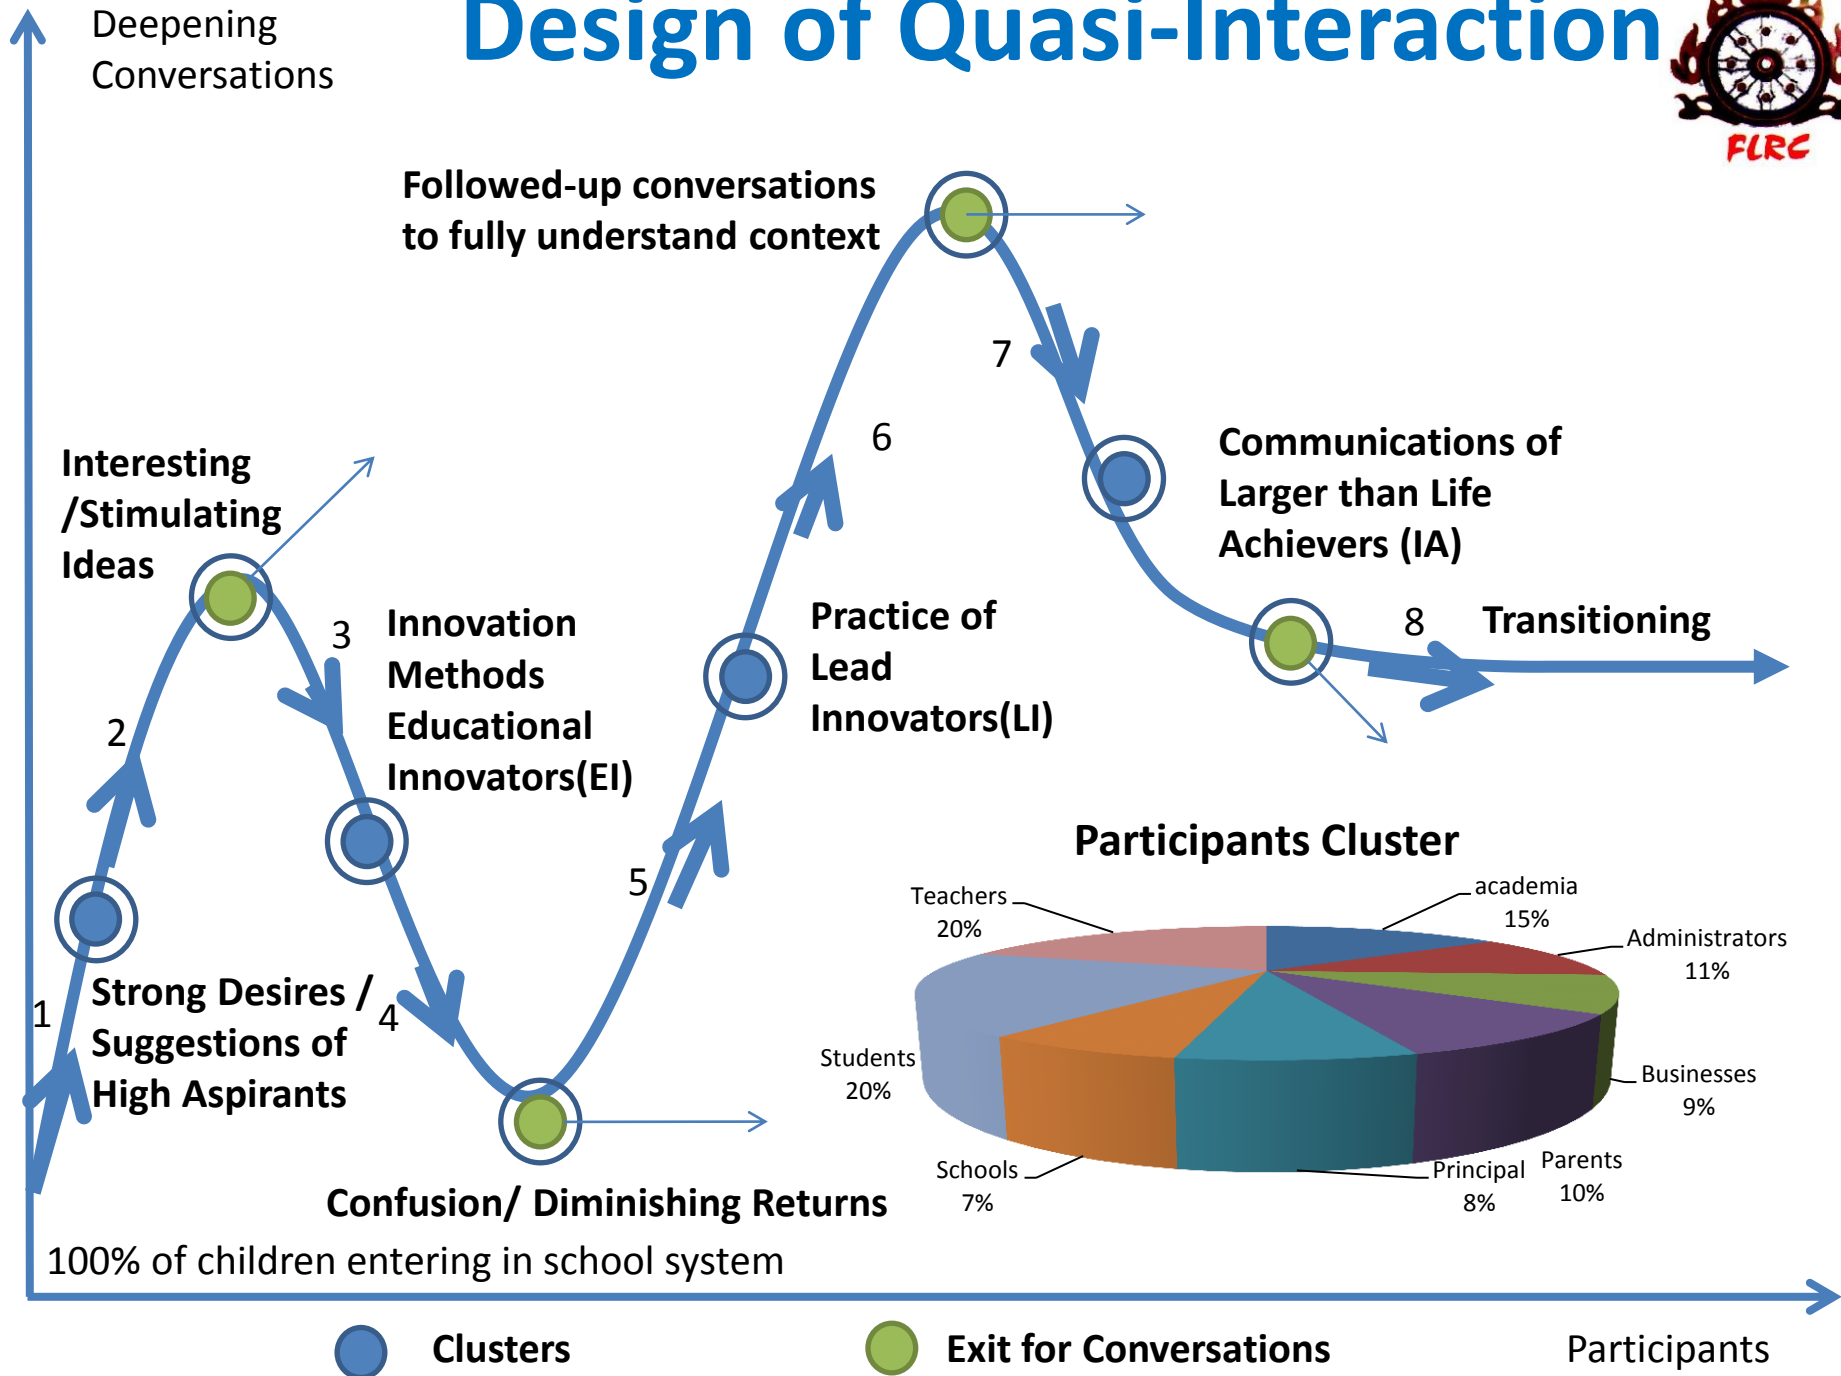 Design of Quasi-Interaction
Deepening
Conversations
FLRC
Followed-up conversations
to fully understand context
7
6
Interesting
/Stimulating
Ideas
Communications of
Larger than Life
Achievers (IA)
3
Innovation
Methods
Educational
Innovators(EI)
Practice of
Lead
Innovators(LI)
8
Transitioning
2
5
1
Strong Desires /
Suggestions of
High Aspirants
4
Confusion/ Diminishing Returns
100% of children entering in school system
Participants Cluster
Teachers
20%
academia
15%
Administrators
11%
Students
20%
Businesses
9%
Schools
7%
Principal
8%
Parents
10%
Clusters
Exit for Conversations
Participants